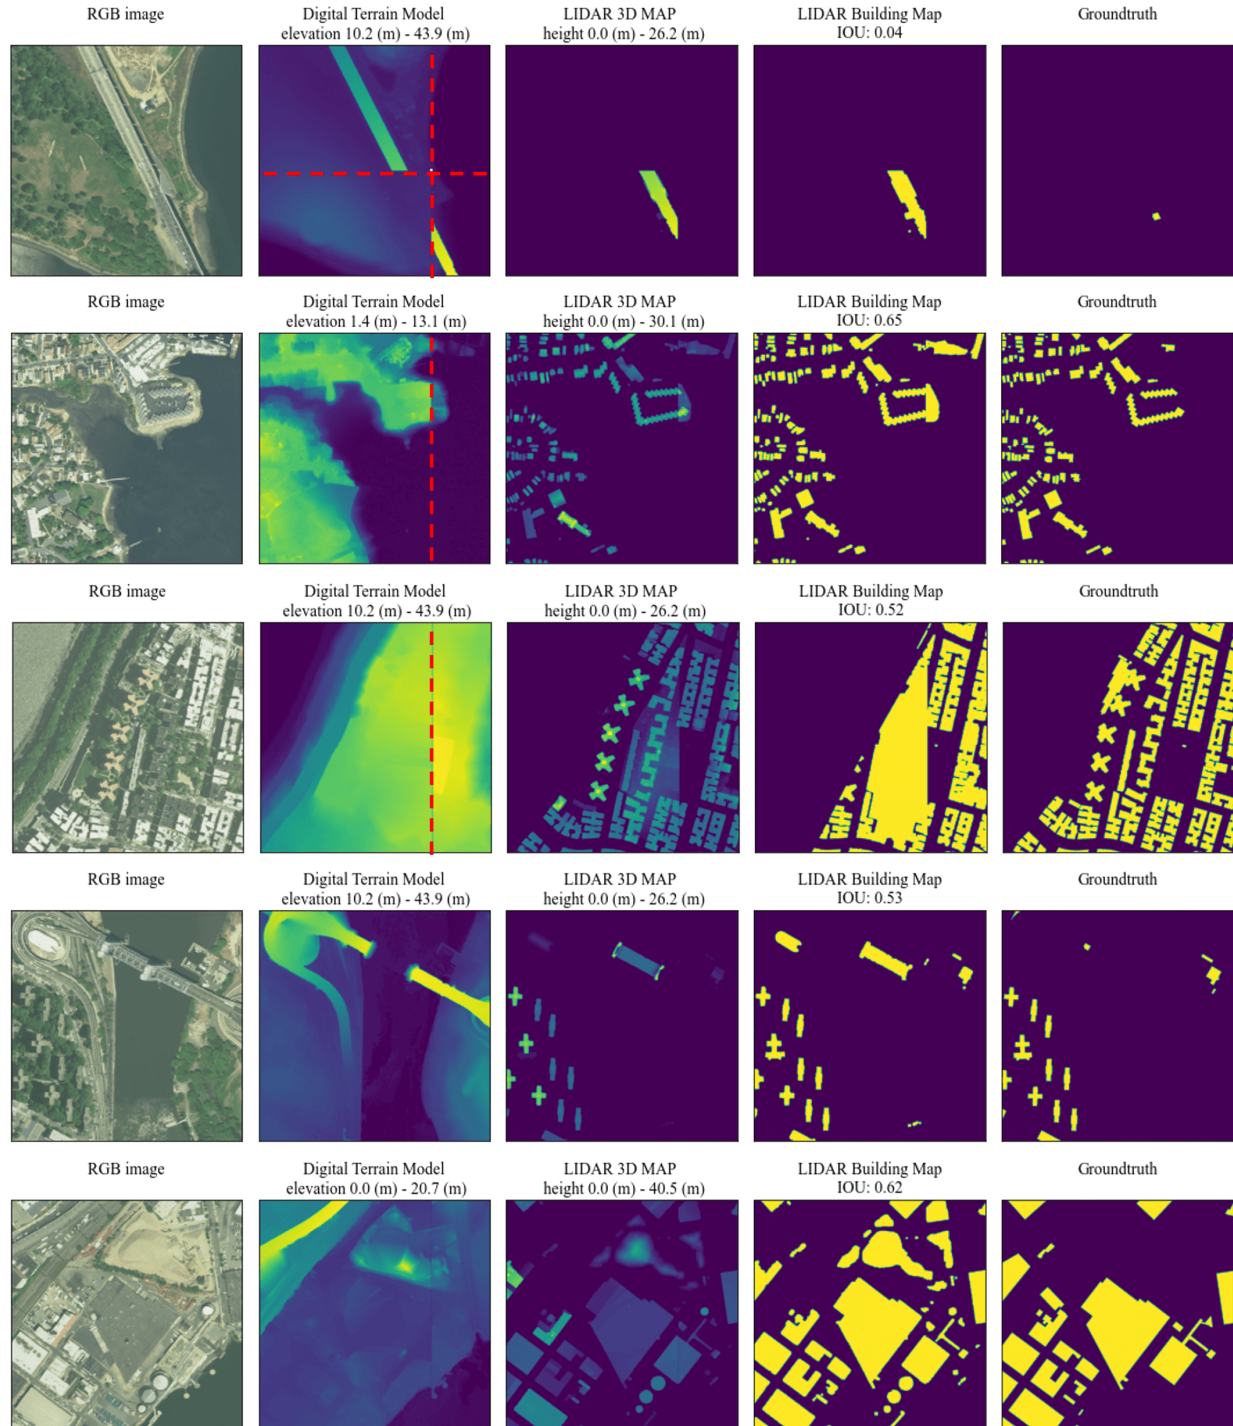 RGB image
Digital Terrain Model
elevation 10.2 (m) - 43.9 (m)
LIDAR 3D MAP
height 0.0 (m) - 26.2 (m)
LIDAR Building Map
IOU: 0.04
Groundtruth
RGB image
Digital Terrain Model
elevation 1.4 (m) - 13.1 (m)
LIDAR 3D MAP
height 0.0 (m) - 30.1 (m)
LIDAR Building Map
IOU: 0.65
Groundtruth
RGB image
Digital Terrain Model
elevation 10.2 (m) - 43.9 (m)
LIDAR 3D MAP
height 0.0 (m) - 26.2 (m)
LIDAR Building Map
IOU: 0.52
Groundtruth
RGB image
Digital Terrain Model
elevation 10.2 (m) - 43.9 (m)
LIDAR 3D MAP
height 0.0 (m) - 26.2 (m)
LIDAR Building Map
IOU: 0.53
Groundtruth
RGB image
Digital Terrain Model
elevation 0.0 (m) - 20.7 (m)
LIDAR 3D MAP
height 0.0 (m) - 40.5 (m)
LIDAR Building Map
IOU: 0.62
Groundtruth